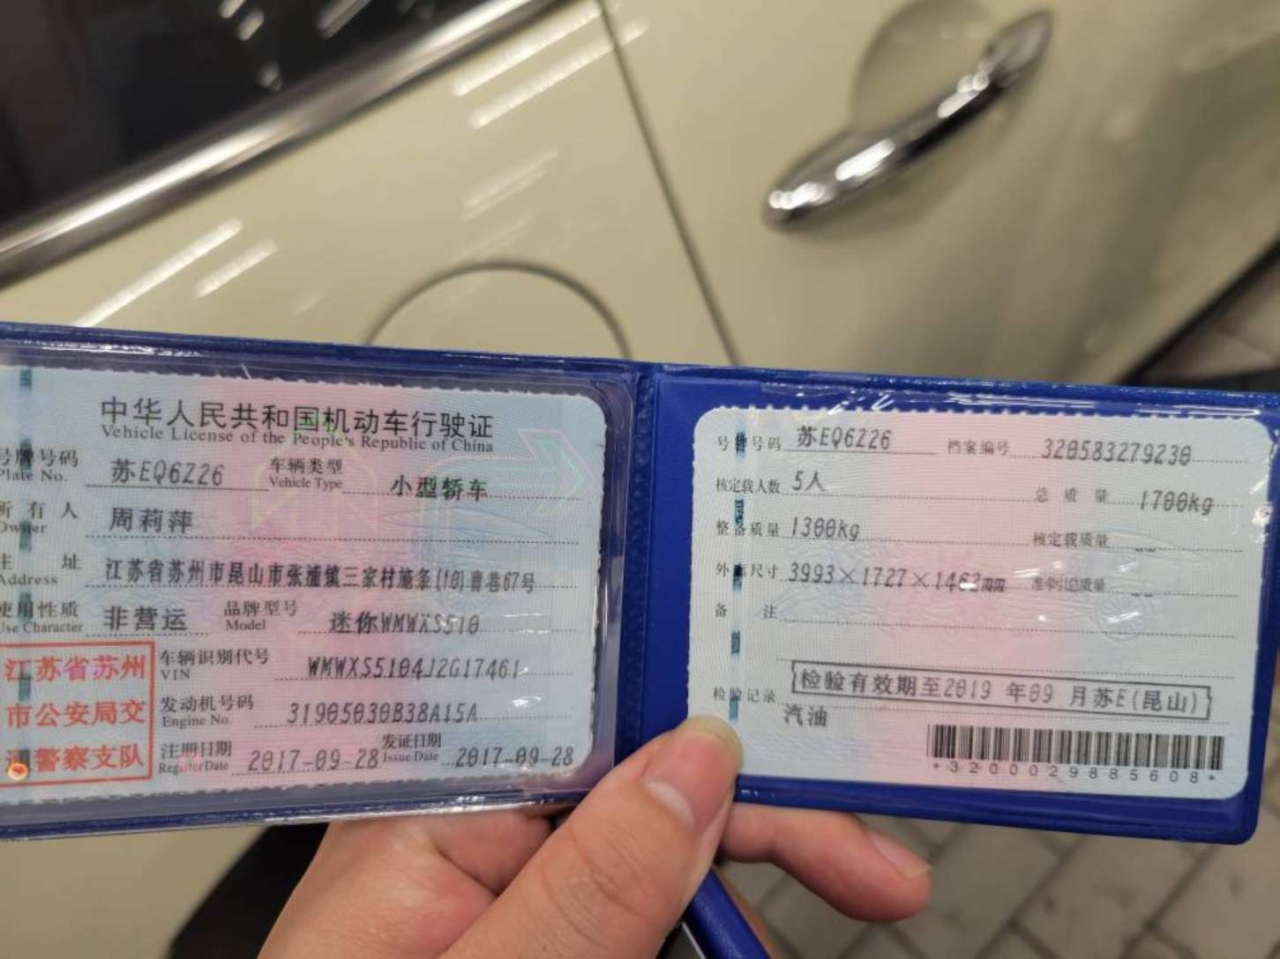 中华人民共和国机动车行驶证
Vehicle License of the People's Republic of China
号牌号码 苏EQ6Z26 车辆类型 小型轿车
Plate No. Vehicle Type
所有人 周莉萍
Owner
住址 江苏省苏州市昆山市张浦镇三家村施条(10)曹巷67号
Address
使用性质 非营运 品牌型号 迷你WMWXS510
Use Character Model
江苏省苏州
市公安局交
通警察支队
车辆识别代号 WMWXS5104J2G17461
VIN
发动机号码 31905030B38A15A
Engine No.
注册日期 2017-09-28 发证日期 2017-09-28
Register Date Issue Date
号牌号码 苏EQ6Z26 档案编号 320583279230
核定载人数 5人 总质量 1700kg
整备质量 1300kg 核定载质量 --
外廓尺寸 3993×1727×1462mm 准牵引总质量 --
备注
检验记录 检验有效期至2019年09月苏E(昆山)
汽油
*3200029885608*